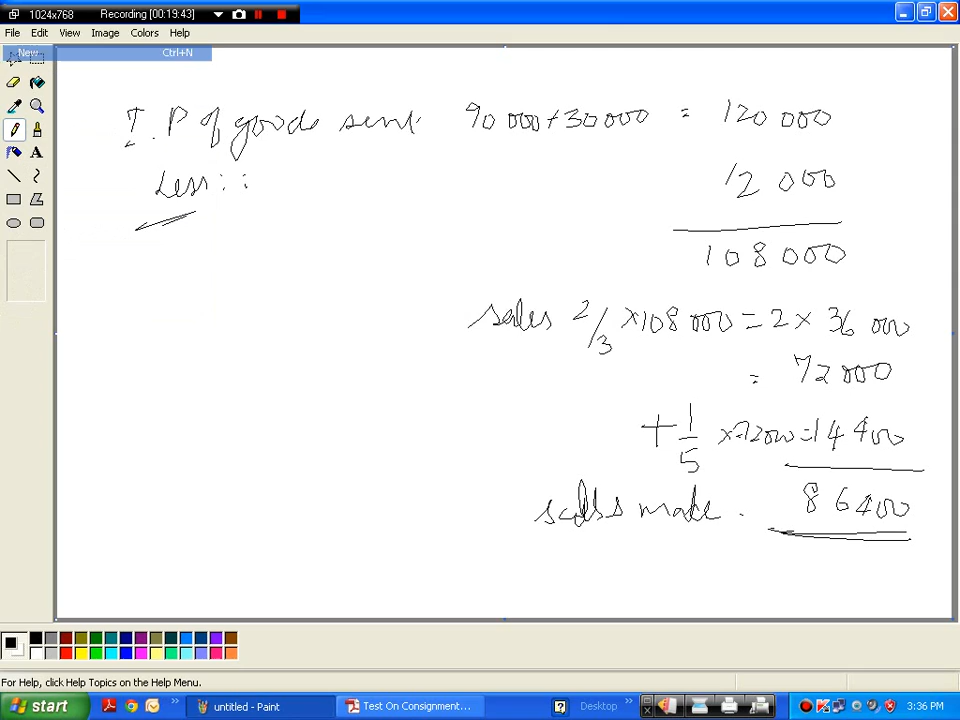 1024x768 Recording [00:19:43]
File Edit View Image Colors Help
New Ctrl+N
I.P of goods sent 90000+30000 = 120000
Less:: 12000
108000
sales 2/3 x108000=2x 36000
= 72000
+ 1/5 x72000=14400
sales made. 86400
A
For Help, click Help Topics on the Help Menu.
start untitled - Paint Test On Consignment... ? Desktop » « 3:36 PM